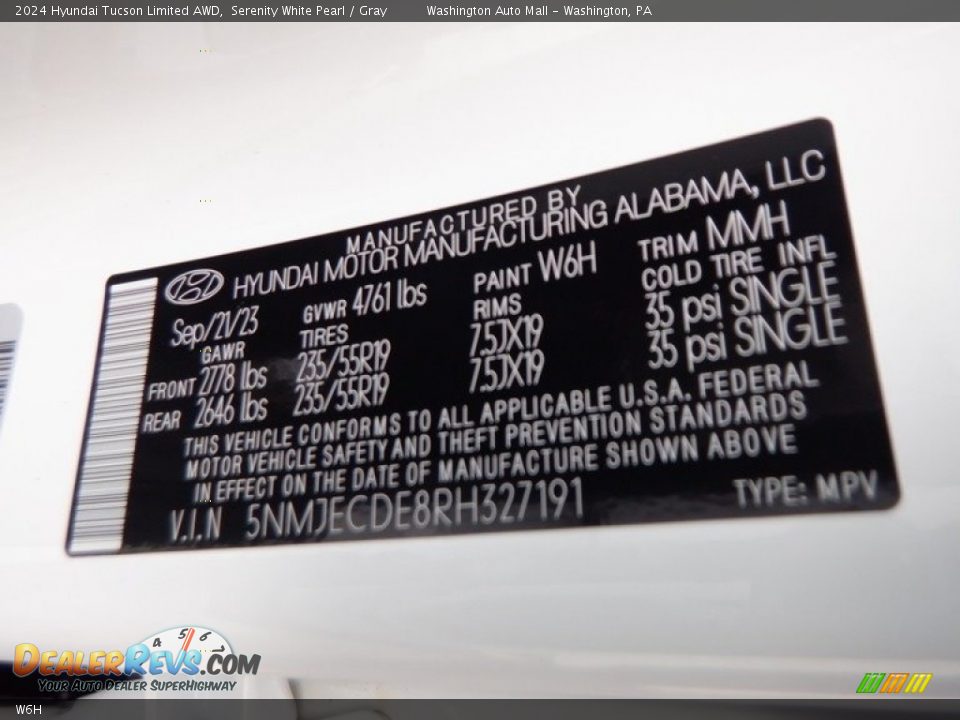 2024 Hyundai Tucson Limited AWD, Serenity White Pearl / Gray Washington Auto Mall - Washington, PA
MANUFACTURED BY
HYUNDAI MOTOR MANUFACTURING ALABAMA, LLC
Sep/21/23 GVWR 4761 lbs PAINT W6H TRIM MMH
GAWR TIRES RIMS COLD TIRE INFL
FRONT 2778 lbs 235/55R19 7.5JX19 35 psi SINGLE
REAR 2646 lbs 235/55R19 7.5JX19 35 psi SINGLE
THIS VEHICLE CONFORMS TO ALL APPLICABLE U.S.A. FEDERAL
MOTOR VEHICLE SAFETY AND THEFT PREVENTION STANDARDS
IN EFFECT ON THE DATE OF MANUFACTURE SHOWN ABOVE
V.I.N 5NMJECDE8RH327191 TYPE: MPV
4 5 6 7
DEALERREVS.COM
YOUR AUTO DEALER SUPERHIGHWAY
W6H